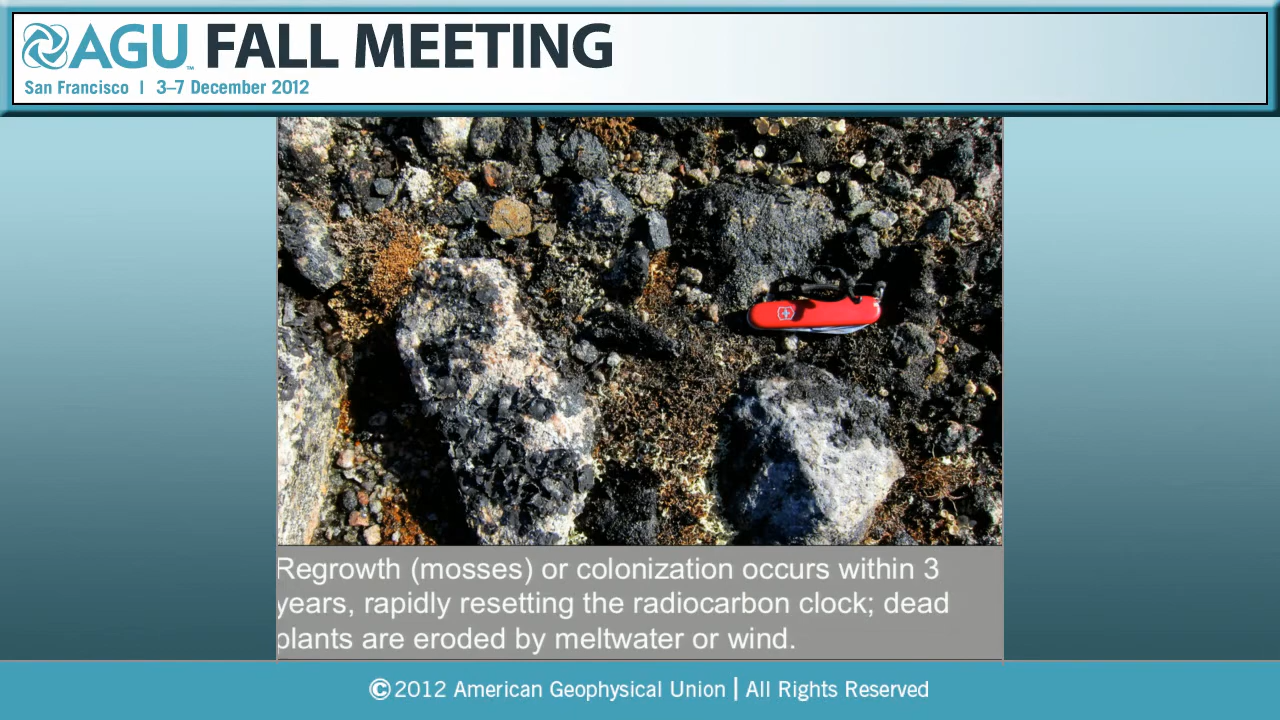 AGU™ FALL MEETING
San Francisco | 3–7 December 2012
Regrowth (mosses) or colonization occurs within 3
years, rapidly resetting the radiocarbon clock; dead
plants are eroded by meltwater or wind.
©2012 American Geophysical Union | All Rights Reserved